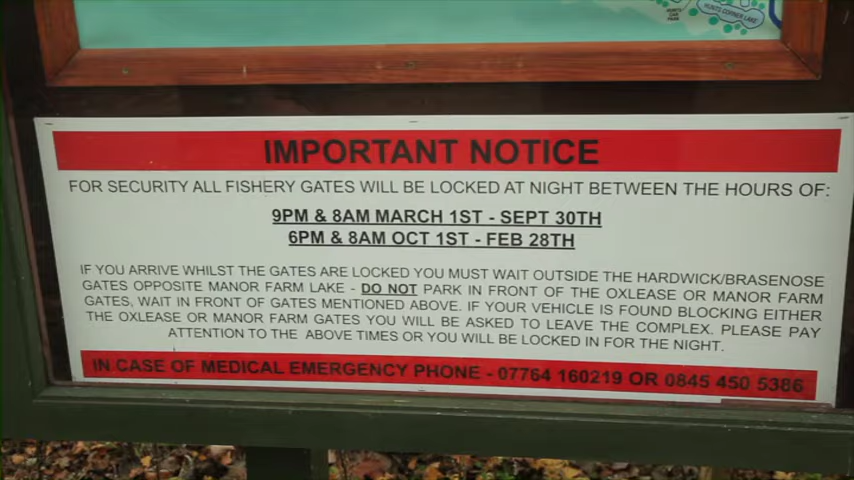 HUNTS
CAR
PARK
HUNTS CORNER LAKE
IMPORTANT NOTICE
FOR SECURITY ALL FISHERY GATES WILL BE LOCKED AT NIGHT BETWEEN THE HOURS OF:
9PM & 8AM MARCH 1ST - SEPT 30TH
6PM & 8AM OCT 1ST - FEB 28TH
IF YOU ARRIVE WHILST THE GATES ARE LOCKED YOU MUST WAIT OUTSIDE THE HARDWICK/BRASENOSE
GATES OPPOSITE MANOR FARM LAKE - DO NOT PARK IN FRONT OF THE OXLEASE OR MANOR FARM
GATES, WAIT IN FRONT OF GATES MENTIONED ABOVE. IF YOUR VEHICLE IS FOUND BLOCKING EITHER
THE OXLEASE OR MANOR FARM GATES YOU WILL BE ASKED TO LEAVE THE COMPLEX. PLEASE PAY
ATTENTION TO THE ABOVE TIMES OR YOU WILL BE LOCKED IN FOR THE NIGHT.
IN CASE OF MEDICAL EMERGENCY PHONE - 07764 160219 OR 0845 450 5386